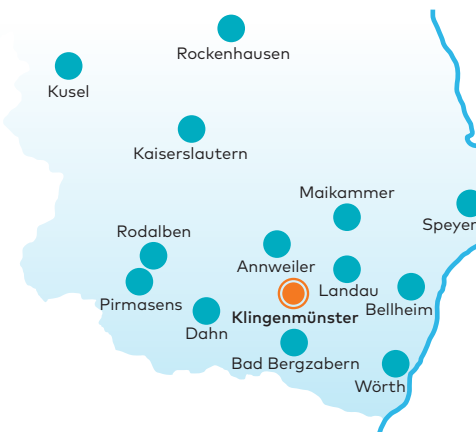 Rockenhausen
Kusel
Kaiserslautern
Maikammer
Speyer
Rodalben
Annweiler
Landau
Pirmasens
Klingenmünster
Bellheim
Dahn
Bad Bergzabern
Wörth